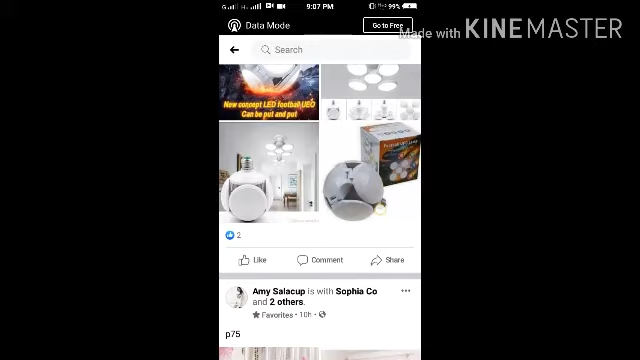 9:07 PM
99%
Data Mode
Go to Free
Made with KINEMASTER
Search
New concept LED football UFO
Can be put and put
2
Like
Comment
Share
Amy Salacup is with Sophia Co
and 2 others.
Favorites • 10h •
p75